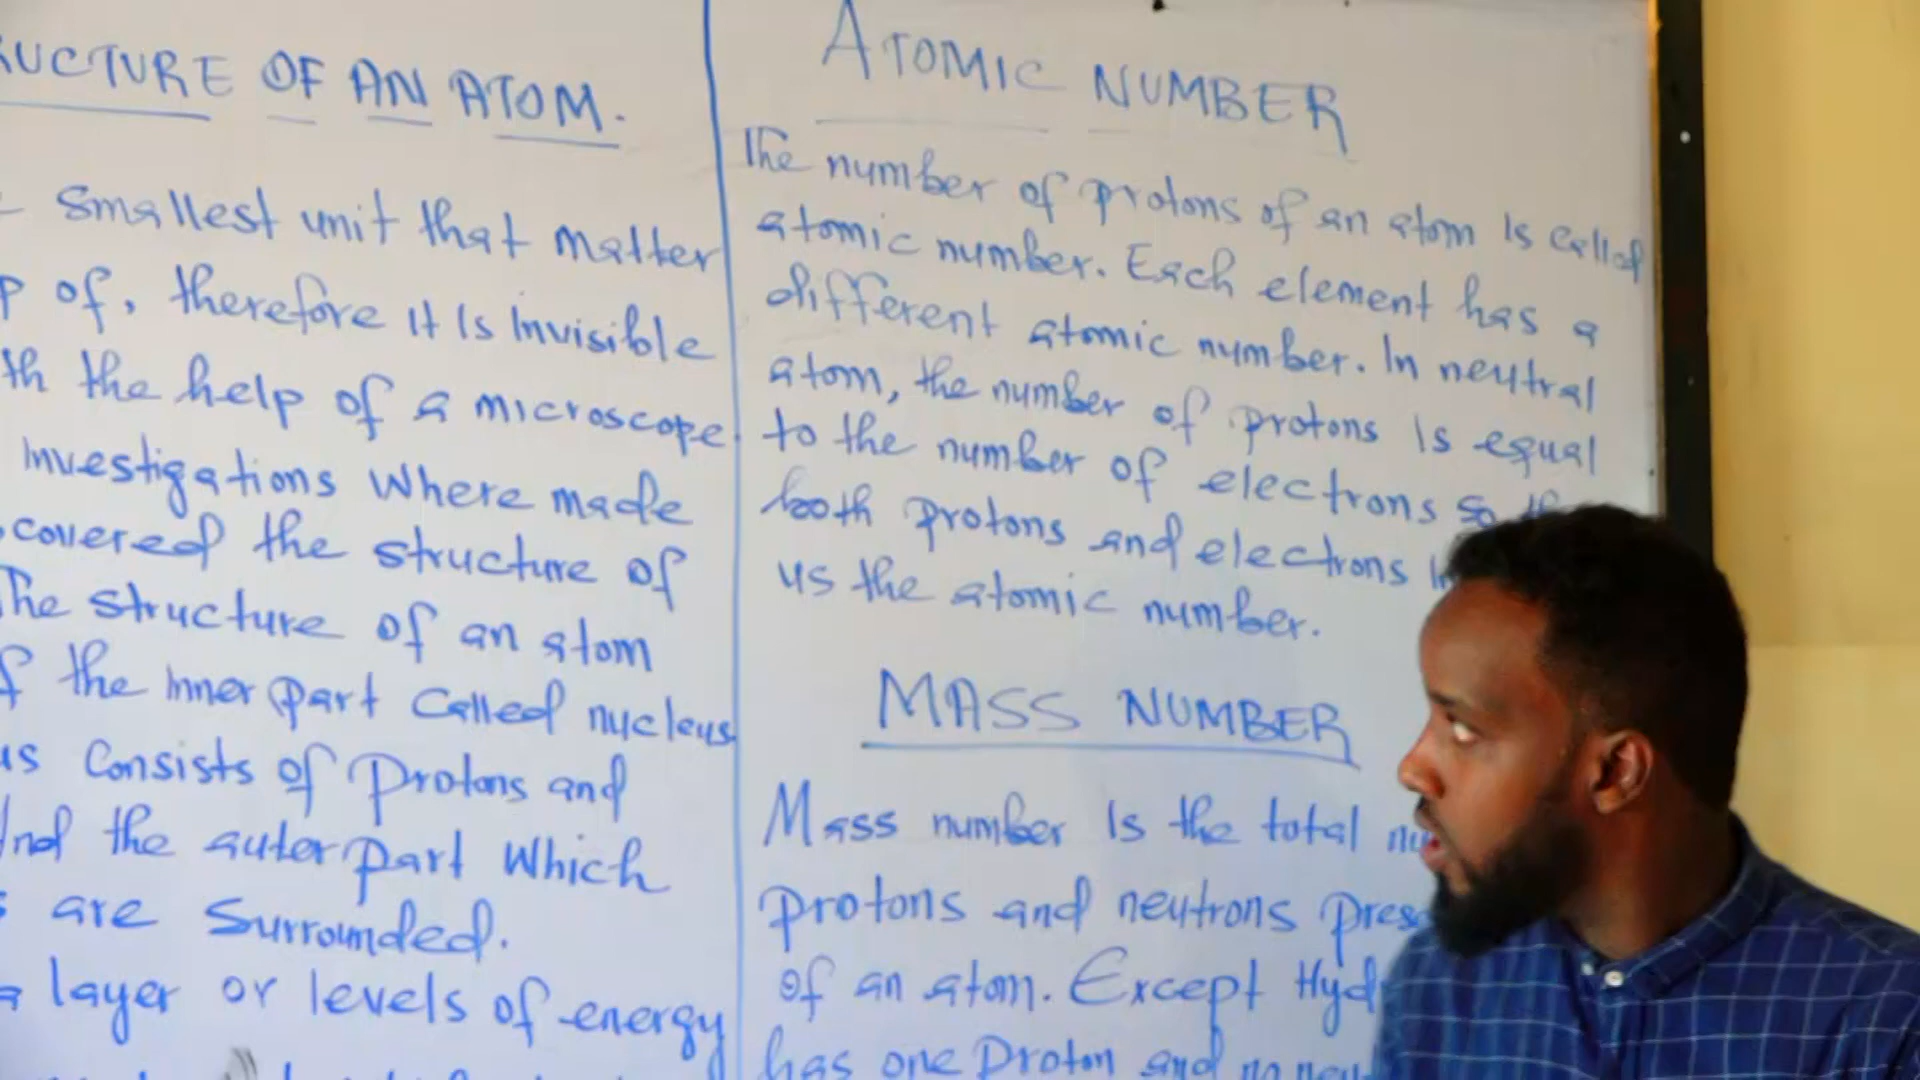 RUCTURE OF AN ATOM.
smallest unit that matter
P of, therefore it is invisible
th the help of a microscope.
investigations where made
covered the structure of
The structure of an atom
f the inner part called nucleus
us consists of protons and
And the auter part which
s are surrounded.
a layer or levels of energy
ATOMIC NUMBER
The number of protons of an atom is called
atomic number. Each element has a
different atomic number. In neutral
atom, the number of protons is equal
to the number of electrons so
both protons and electrons
us the atomic number.
MASS NUMBER
Mass number is the total nu
protons and neutrons pres
of an atom. Except Hyd
has one proton and no neu